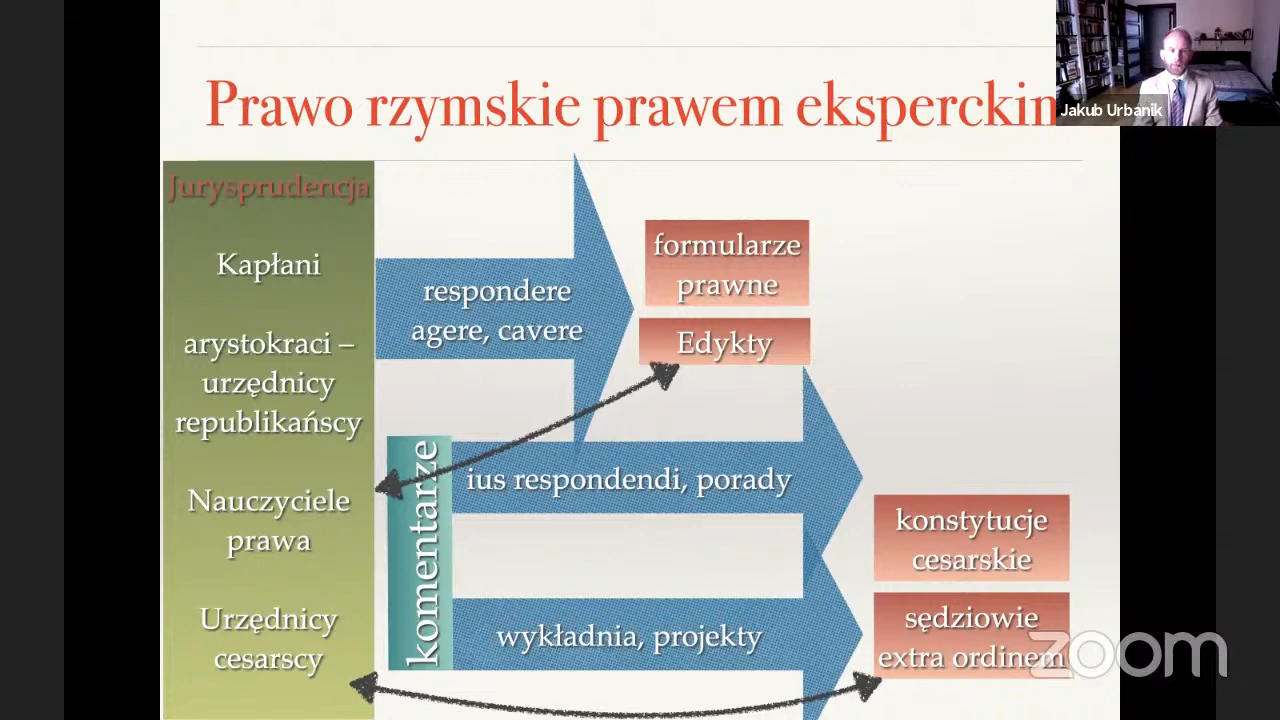 Prawo rzymskie prawem eksperckim
Jakub Urbanik
Jurysprudencja
Kapłani
arystokraci –
urzędnicy
republikańscy
Nauczyciele
prawa
Urzędnicy
cesarscy
respondere
agere, cavere
formularze
prawne
Edykty
komentarze
ius respondendi, porady
wykładnia, projekty
konstytucje
cesarskie
sędziowie
extra ordinem
zoom